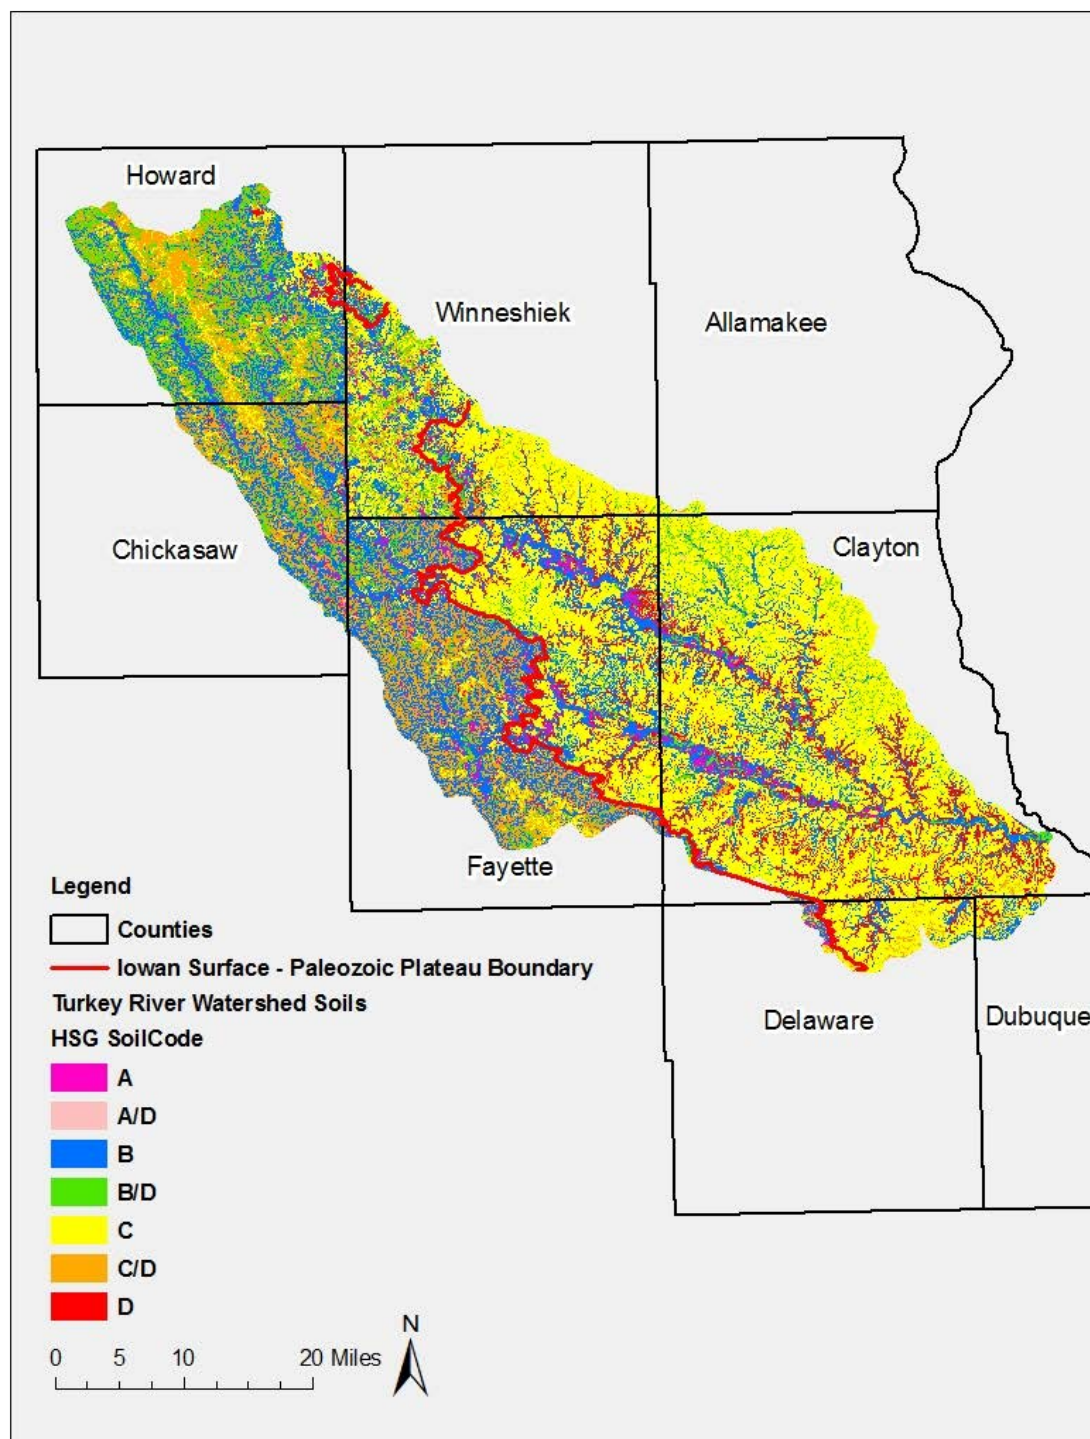 Howard
Winneshiek
Allamakee
Chickasaw
Clayton
Fayette
Delaware
Dubuque
Legend
Counties
Iowan Surface - Paleozoic Plateau Boundary
Turkey River Watershed Soils
HSG SoilCode
A
A/D
B
B/D
C
C/D
D
N
0 5 10 20 Miles